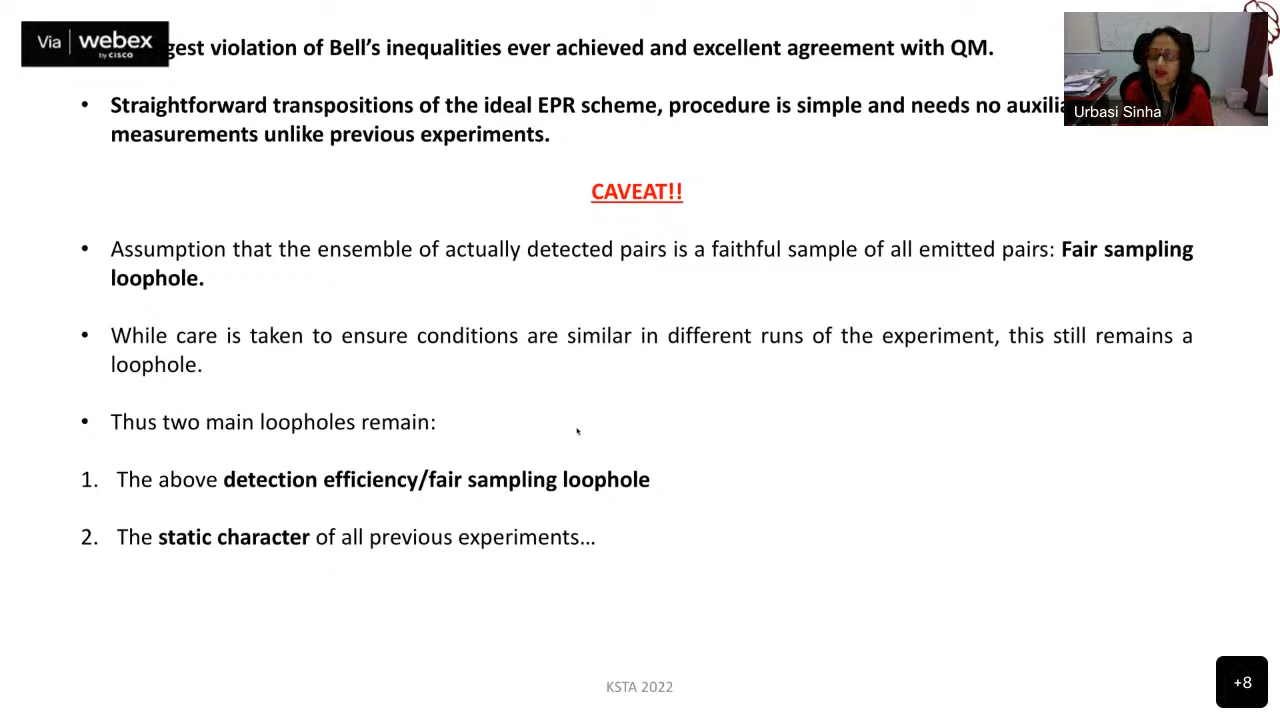 Via webex
by CISCO
gest violation of Bell's inequalities ever achieved and excellent agreement with QM.
• Straightforward transpositions of the ideal EPR scheme, procedure is simple and needs no auxilia
measurements unlike previous experiments.
Urbasi Sinha
CAVEAT!!
• Assumption that the ensemble of actually detected pairs is a faithful sample of all emitted pairs: Fair sampling
loophole.
• While care is taken to ensure conditions are similar in different runs of the experiment, this still remains a
loophole.
• Thus two main loopholes remain:
1. The above detection efficiency/fair sampling loophole
2. The static character of all previous experiments…
KSTA 2022
+8